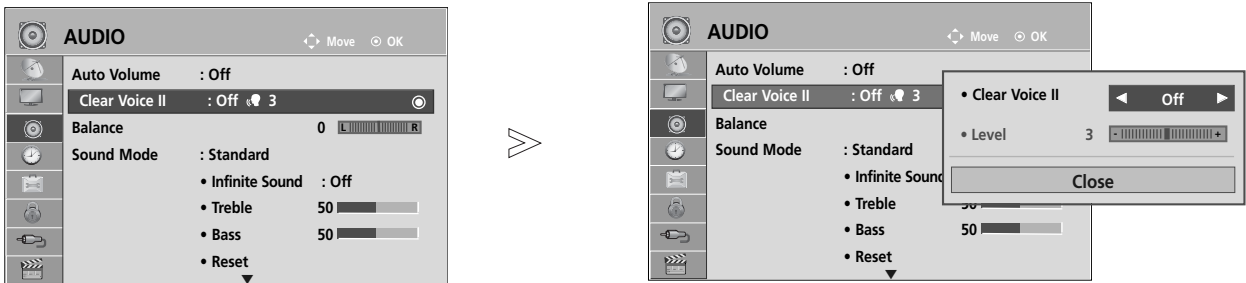 AUDIO
Move OK
Auto Volume : Off
Clear Voice II : Off 3
Balance 0 L R
Sound Mode : Standard
• Infinite Sound : Off
• Treble 50
• Bass 50
• Reset
AUDIO
Move OK
Auto Volume : Off
Clear Voice II : Off 3
Balance
Sound Mode : Standard
• Infinite Sound
• Treble
• Bass 50
• Reset
• Clear Voice II ◀ Off ▶
• Level 3 - +
Close